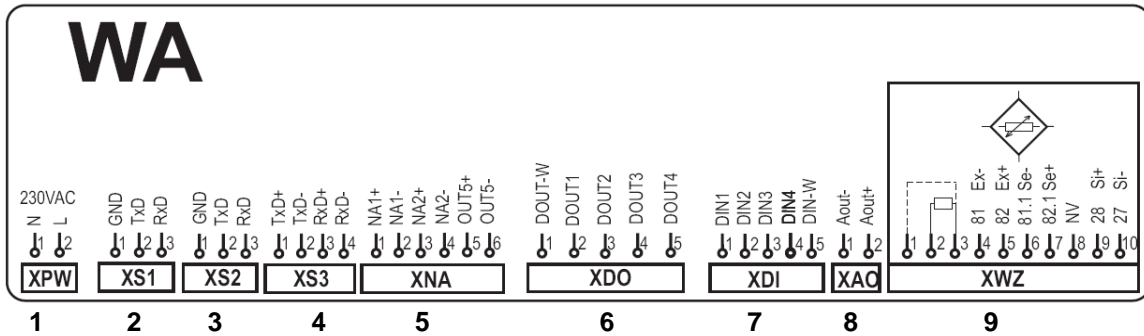 WA
230VAC
N
L
GND
TxD
RxD
GND
TxD
RxD
TxD+
TxD-
RxD+
RxD-
NA1+
NA1-
NA2+
NA2-
OUT5+
OUT5-
DOUT-W
DOUT1
DOUT2
DOUT3
DOUT4
DIN1
DIN2
DIN3
DIN4
DIN-W
Aout-
Aout+
81 Ex-
82 Ex+
81.1 Se-
82.1 Se+
NV
28 Si+
27 Si-
1 2 1 2 3 1 2 3 1 2 3 4 1 2 3 4 5 6 1 2 3 4 5 1 2 3 4 5 1 2 1 2 3 4 5 6 7 8 9 10
XPW XS1 XS2 XS3 XNA XDO XDI XAO XWZ
1 2 3 4 5 6 7 8 9